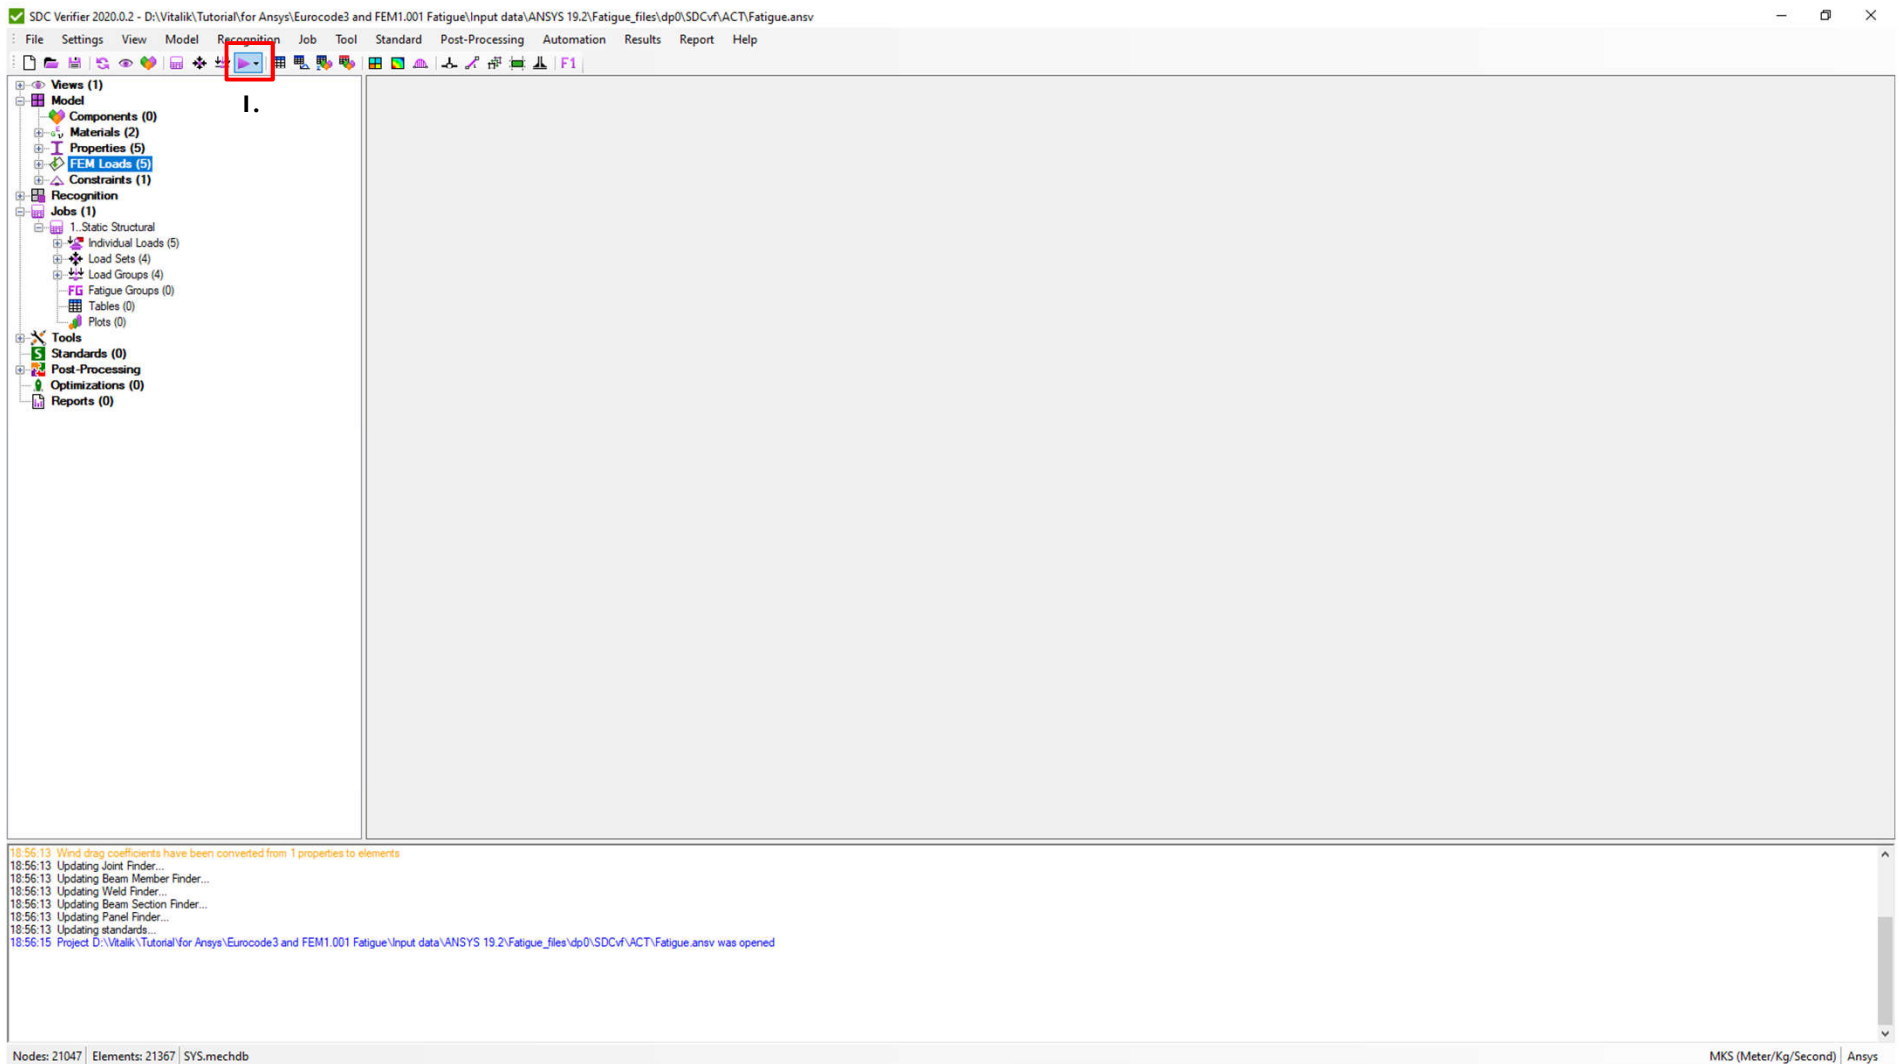 SDC Verifier 2020.0.2 - D:\Vitalik\Tutorial\for Ansys\Eurocode3 and FEM1.001 Fatigue\Input data\ANSYS 19.2\Fatigue_files\dp0\SDCvf\ACT\Fatigue.ansv
File Settings View Model Recognition Job Tool Standard Post-Processing Automation Results Report Help
F1
1.
Views (1)
Model
Components (0)
Materials (2)
Properties (5)
FEM Loads (5)
Constraints (1)
Recognition
Jobs (1)
1..Static Structural
Individual Loads (5)
Load Sets (4)
Load Groups (4)
FG Fatigue Groups (0)
Tables (0)
Plots (0)
Tools
Standards (0)
Post-Processing
Optimizations (0)
Reports (0)
18:56:13 Wind drag coefficients have been converted from 1 properties to elements
18:56:13 Updating Joint Finder...
18:56:13 Updating Beam Member Finder...
18:56:13 Updating Weld Finder...
18:56:13 Updating Beam Section Finder...
18:56:13 Updating Panel Finder...
18:56:13 Updating standards...
18:56:15 Project D:\Vitalik\Tutorial\for Ansys\Eurocode3 and FEM1.001 Fatigue\Input data\ANSYS 19.2\Fatigue_files\dp0\SDCvf\ACT\Fatigue.ansv was opened
Nodes: 21047 Elements: 21367 SYS.mechdb MKS (Meter/Kg/Second) Ansys